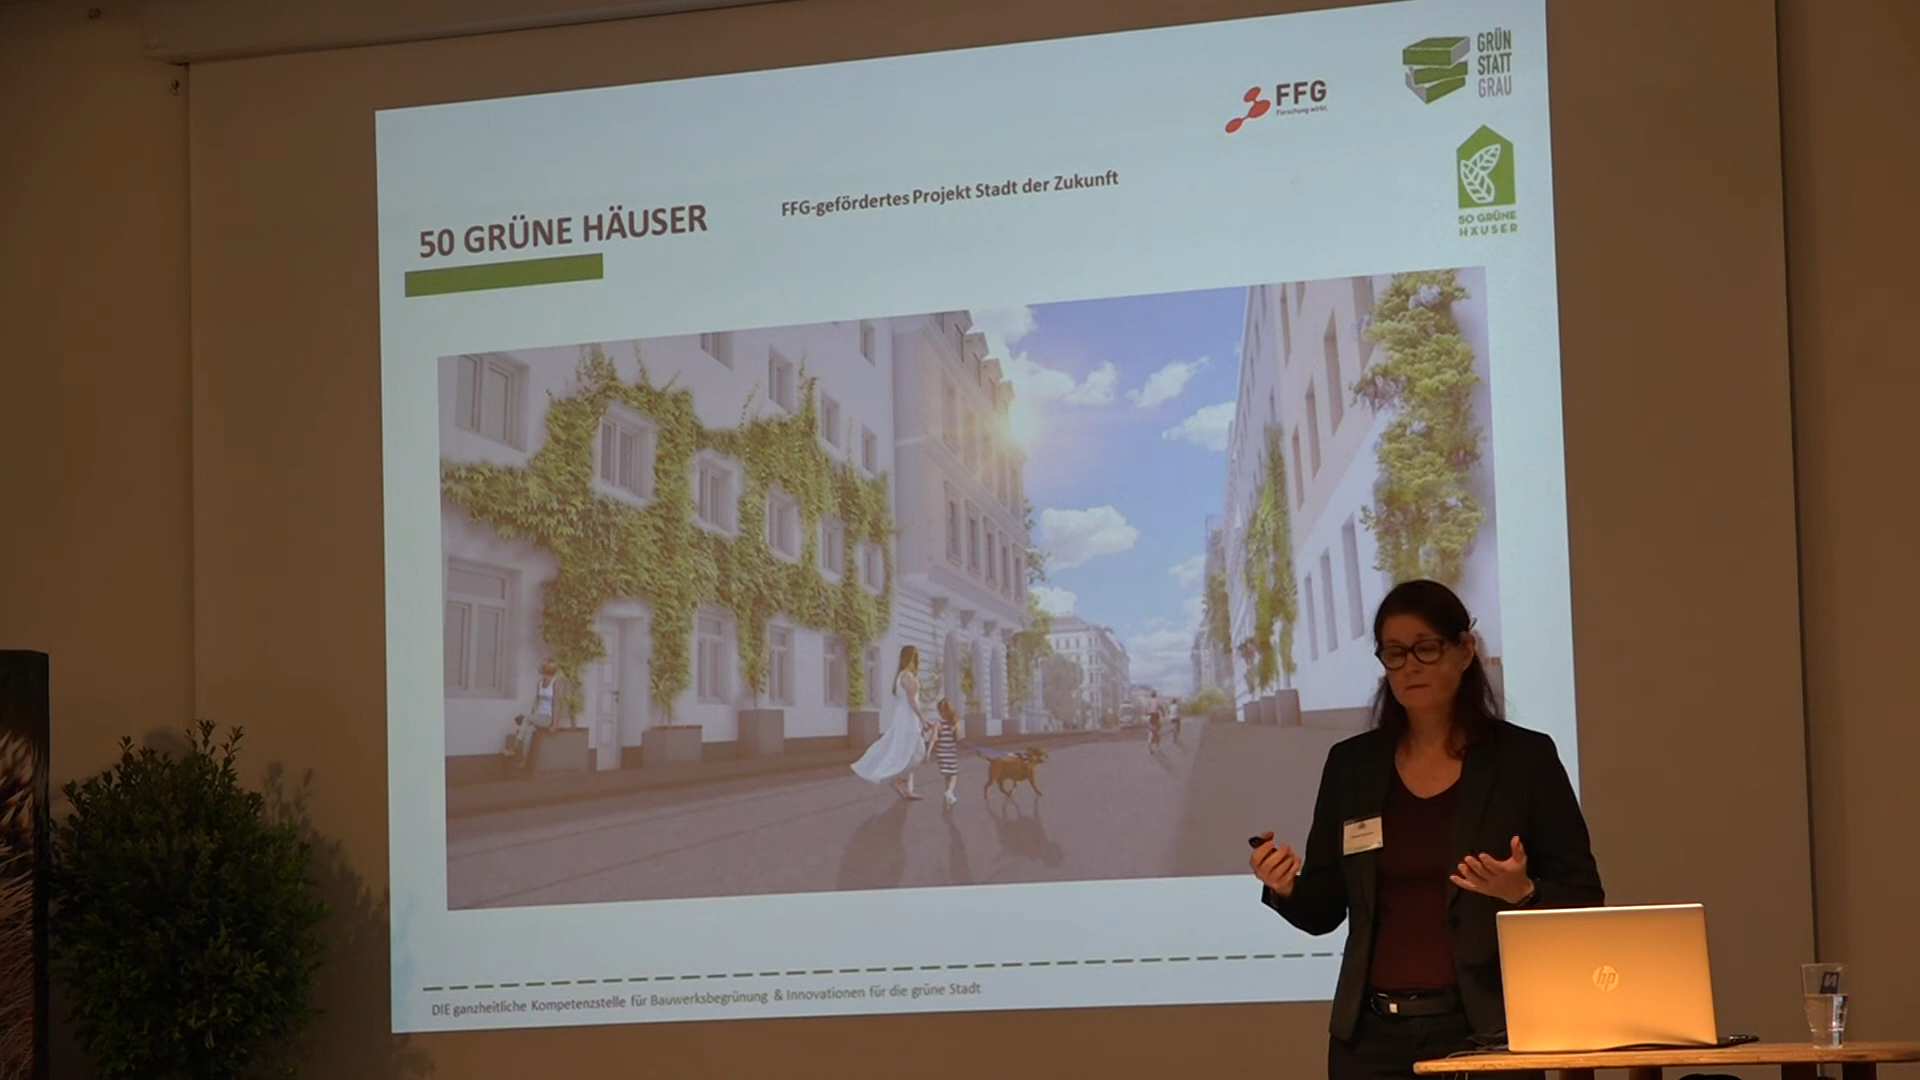 GRÜN
STATT
GRAU
FFG
Forschung wirkt.
50 GRÜNE
HÄUSER
50 GRÜNE HÄUSER
FFG-gefördertes Projekt Stadt der Zukunft
DIE ganzheitliche Kompetenzstelle für Bauwerksbegrünung & Innovationen für die grüne Stadt
hp